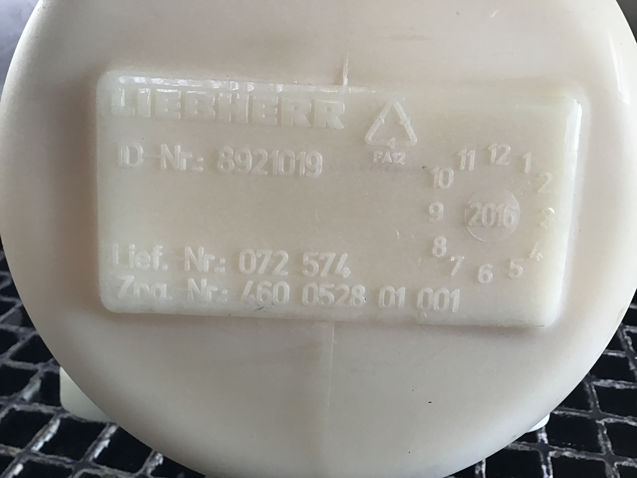 LIEBHERR
PA2
ID-Nr.: 8921019
11 12 1
10 2
9 2016 3
8 4
7 6 5
Lief. Nr.: 072 574
Zng. Nr.: 460 0528 01 001